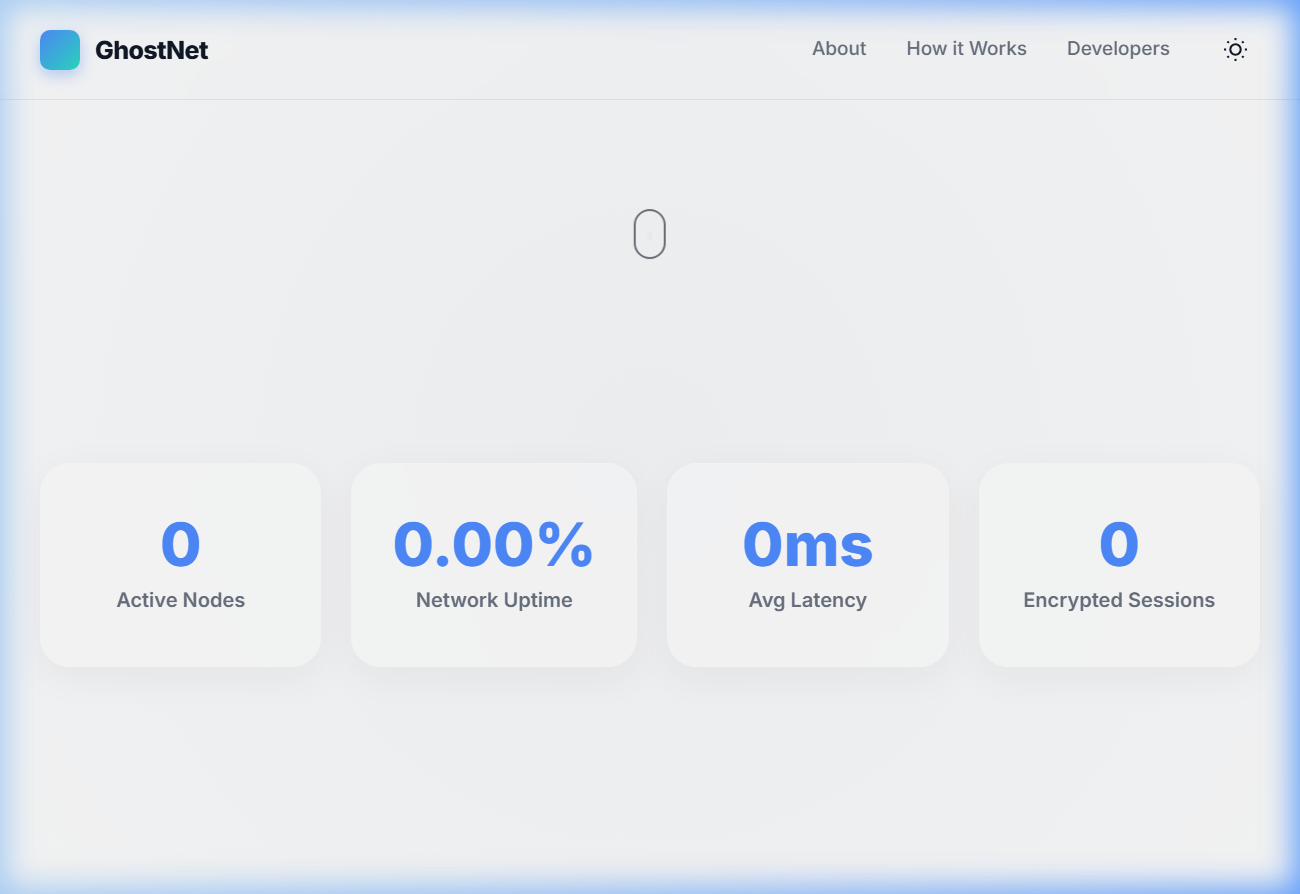 GhostNet
About
How it Works
Developers
0
Active Nodes
0.00%
Network Uptime
0ms
Avg Latency
0
Encrypted Sessions